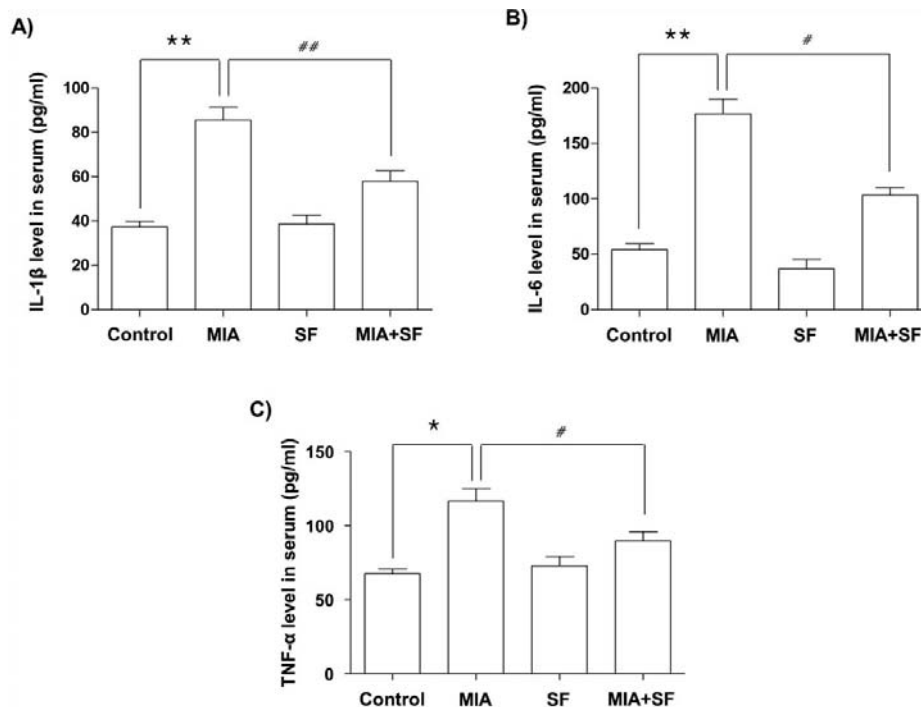 A)
** ##
IL-1β level in serum (pg/ml)
100
80
60
40
20
0
Control MIA SF MIA+SF
B)
** #
IL-6 level in serum (pg/ml)
200
150
100
50
0
Control MIA SF MIA+SF
C)
* #
TNF-α level in serum (pg/ml)
150
100
50
0
Control MIA SF MIA+SF